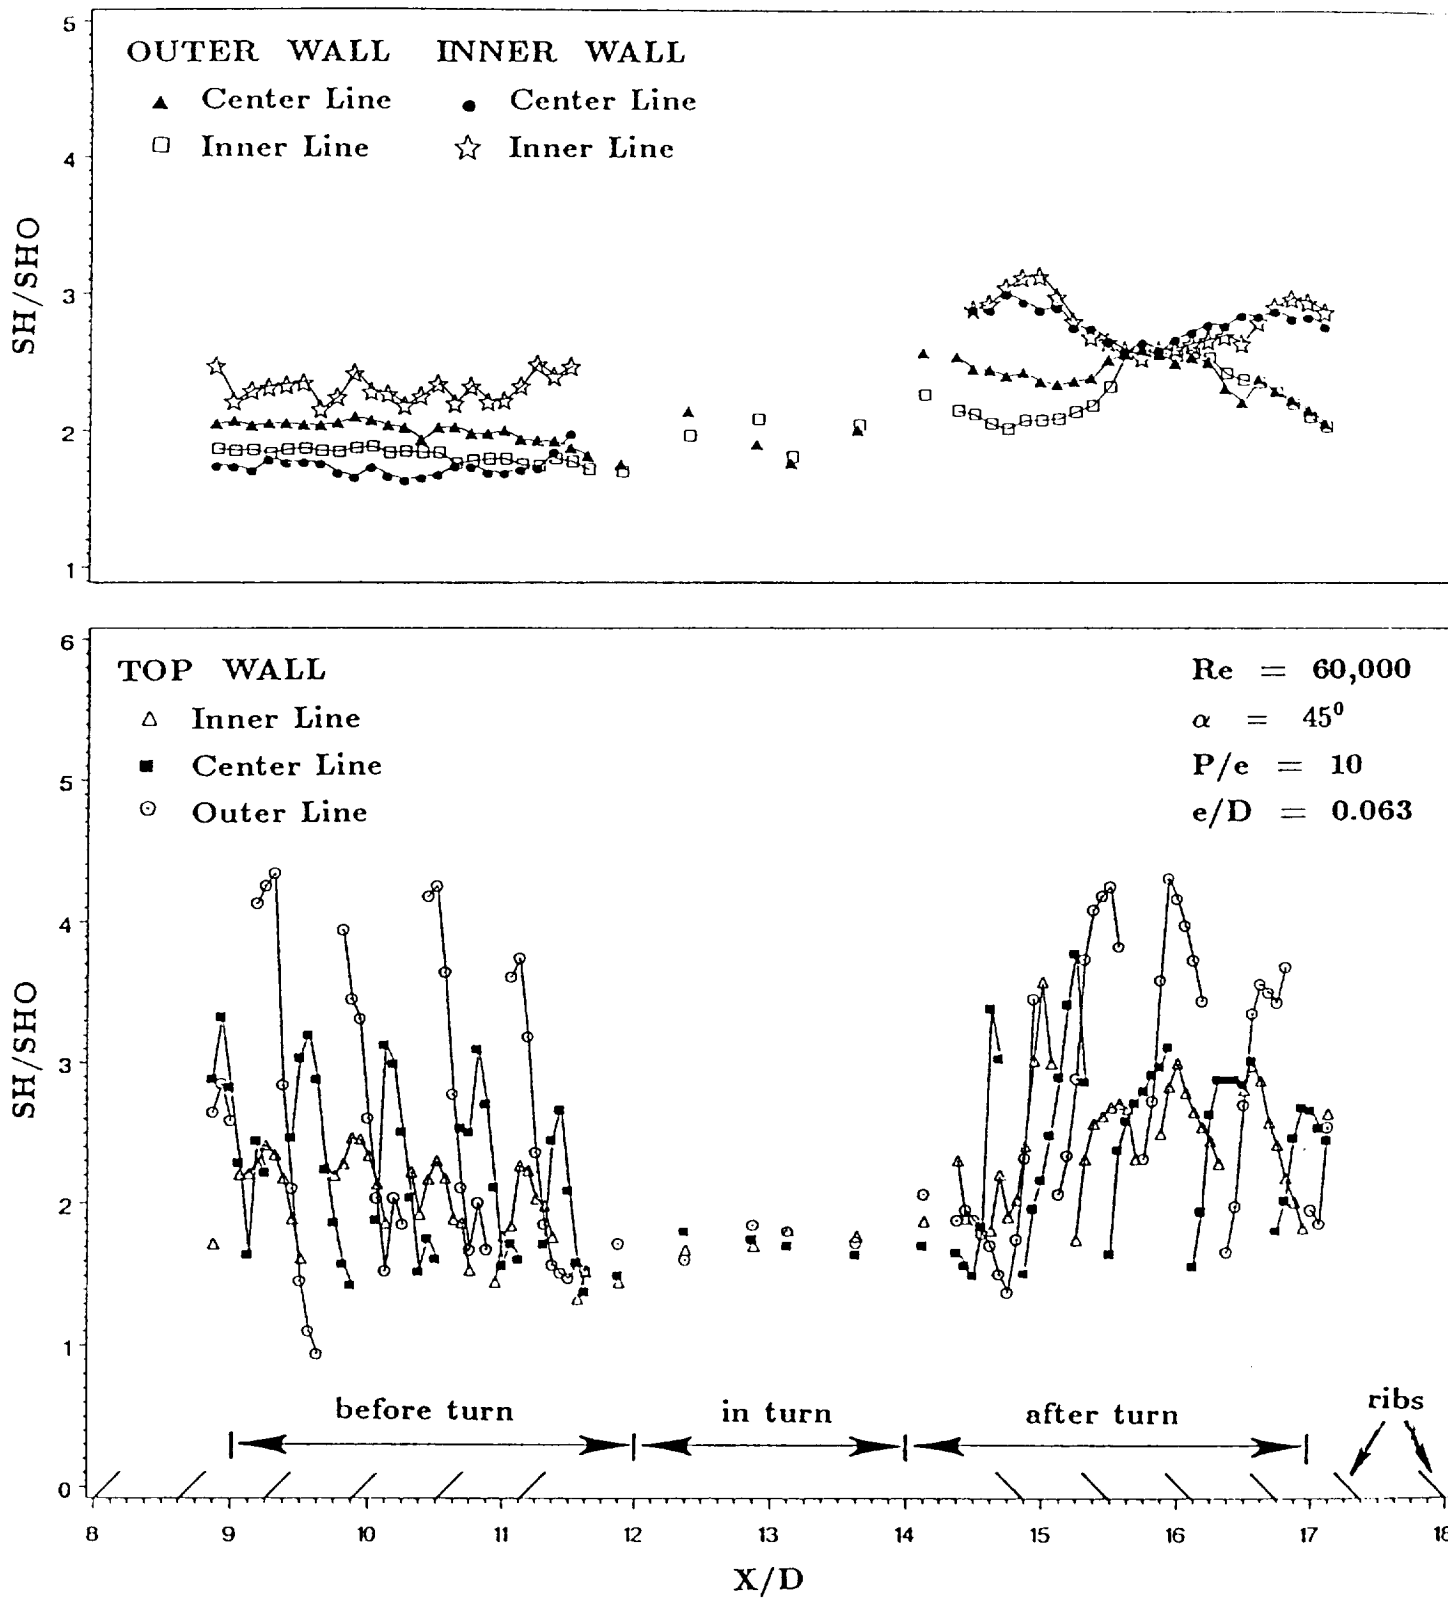 5
OUTER WALL INNER WALL
▲ Center Line ● Center Line
□ Inner Line ☆ Inner Line
4
3
2
1
SH/SHO
6
TOP WALL
△ Inner Line
■ Center Line
⊙ Outer Line
Re = 60,000
α = 45⁰
P/e = 10
e/D = 0.063
5
4
3
2
1
0
SH/SHO
before turn
in turn
after turn
ribs
8 9 10 11 12 13 14 15 16 17 18
X/D